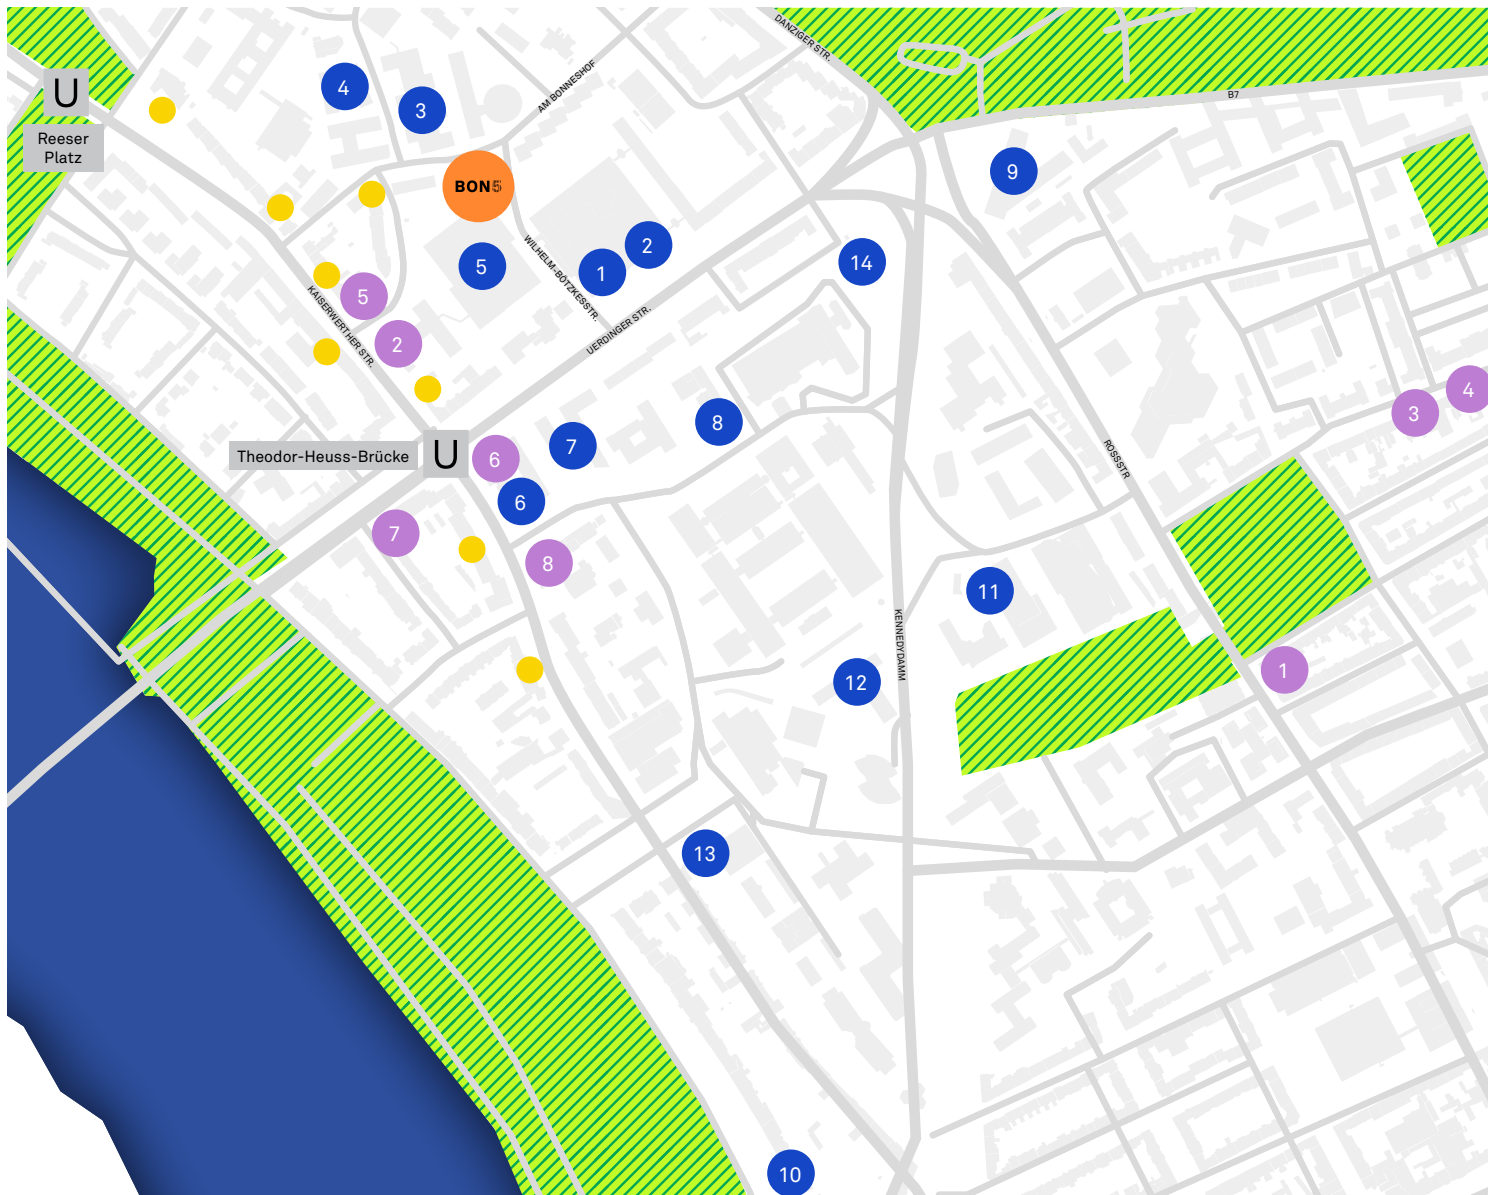 DANZIGER STR.
U
Reeser
Platz
4
3
AM BONNESHOF
B7
BON5
9
5
1
2
14
WILHELM-BÖTZKESSTR.
KAISERWERTHER STR.
5
2
UERDINGER STR.
3
4
Theodor-Heuss-Brücke
U
6
7
8
6
ROSSSTR
7
8
11
KENNEDYDAMM
12
1
13
10